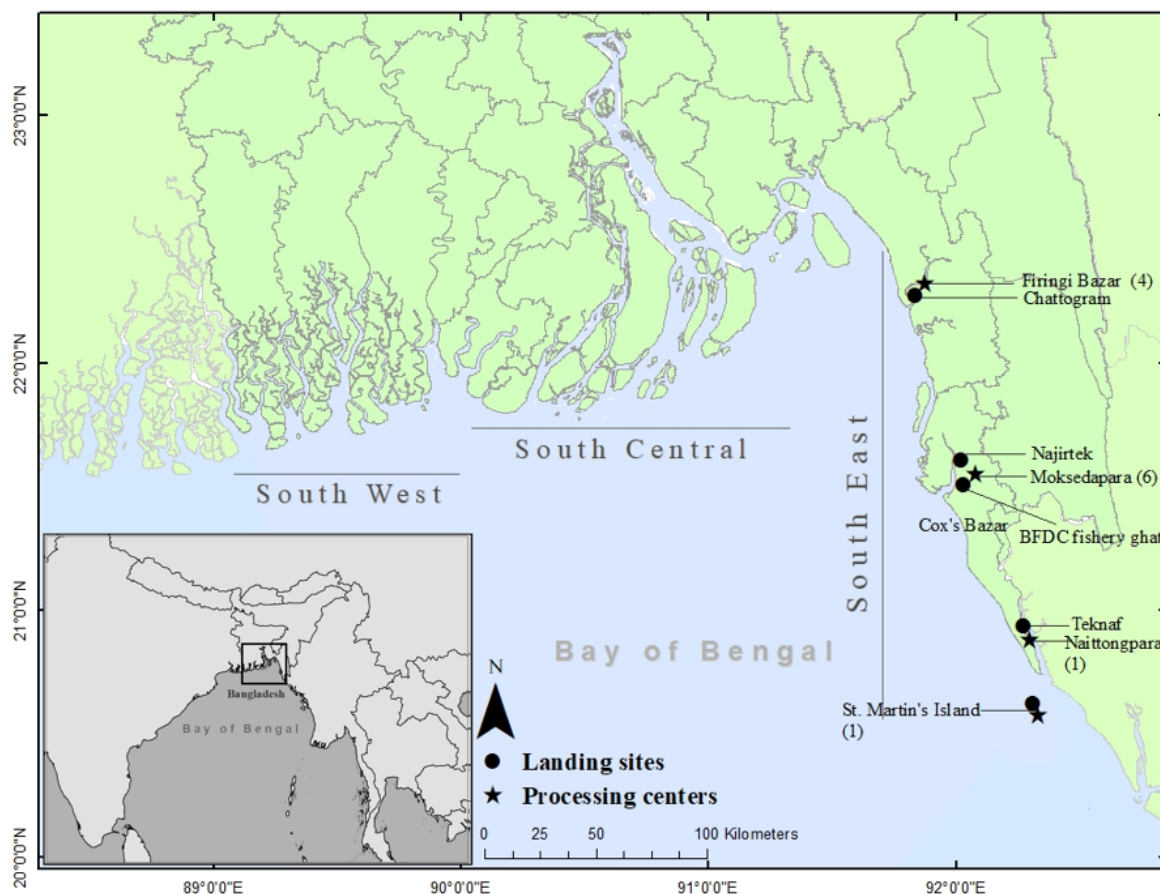 23°0'0"N
22°0'0"N
21°0'0"N
20°0'0"N
Firingi Bazar (4)
Chattogram
South Central
South West
South East
Najirtek
Moksedapara (6)
Cox's Bazar
BFDC fishery ghat
Teknaf
Naittongpara
(1)
Bay of Bengal
St. Martin's Island
(1)
Bangladesh
Bay of Bengal
N
Landing sites
Processing centers
0 25 50 100 Kilometers
89°0'0"E 90°0'0"E 91°0'0"E 92°0'0"E